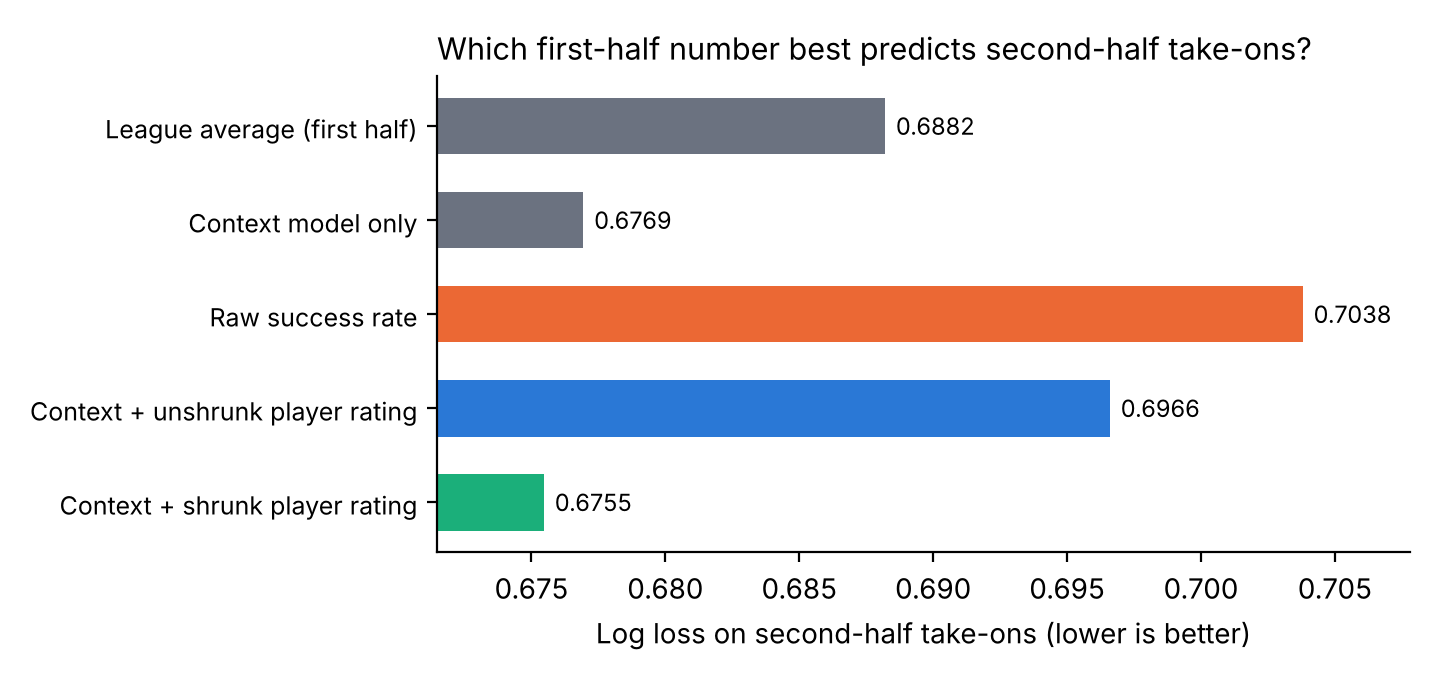 Which first-half number best predicts second-half take-ons?
League average (first half)
0.6882
Context model only
0.6769
Raw success rate
0.7038
Context + unshrunk player rating
0.6966
Context + shrunk player rating
0.6755
0.675 0.680 0.685 0.690 0.695 0.700 0.705
Log loss on second-half take-ons (lower is better)